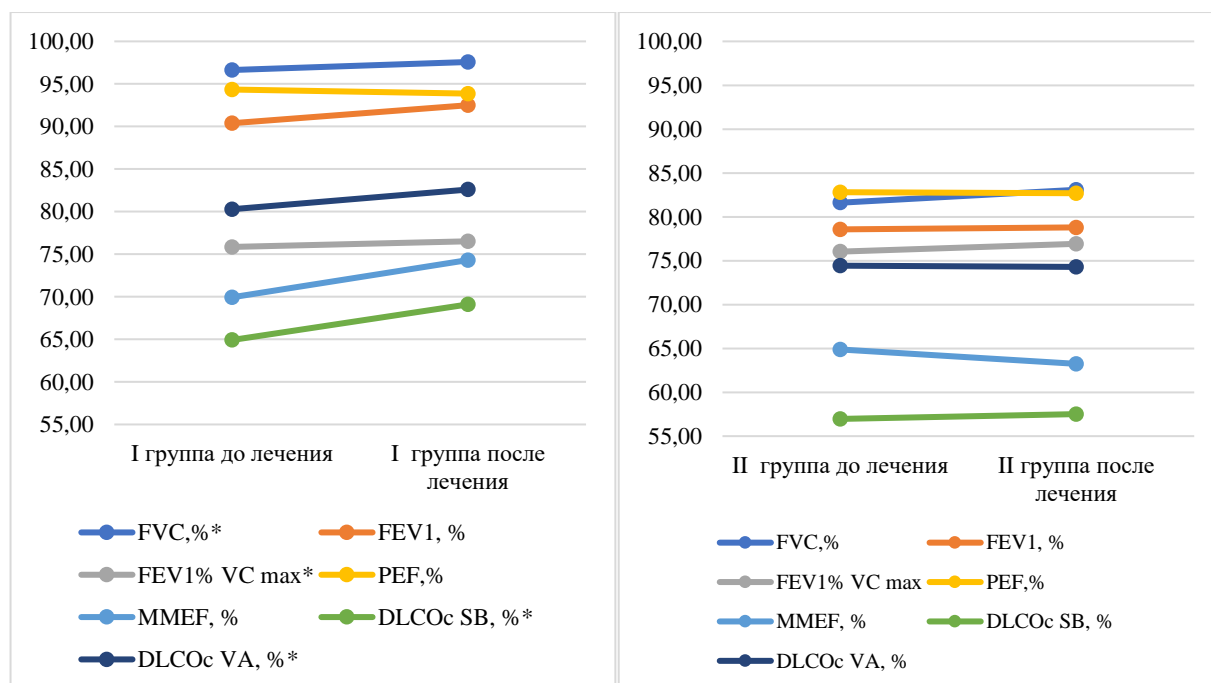 100,00
95,00
90,00
85,00
80,00
75,00
70,00
65,00
60,00
55,00
I группа до лечения
I группа после
лечения
FVC,%*
FEV1, %
FEV1% VC max*
PEF,%
MMEF, %
DLCOc SB, %*
DLCOc VA, %*
100,00
95,00
90,00
85,00
80,00
75,00
70,00
65,00
60,00
55,00
II группа до лечения
II группа после
лечения
FVC,%
FEV1, %
FEV1% VC max
PEF,%
MMEF, %
DLCOc SB, %
DLCOc VA, %